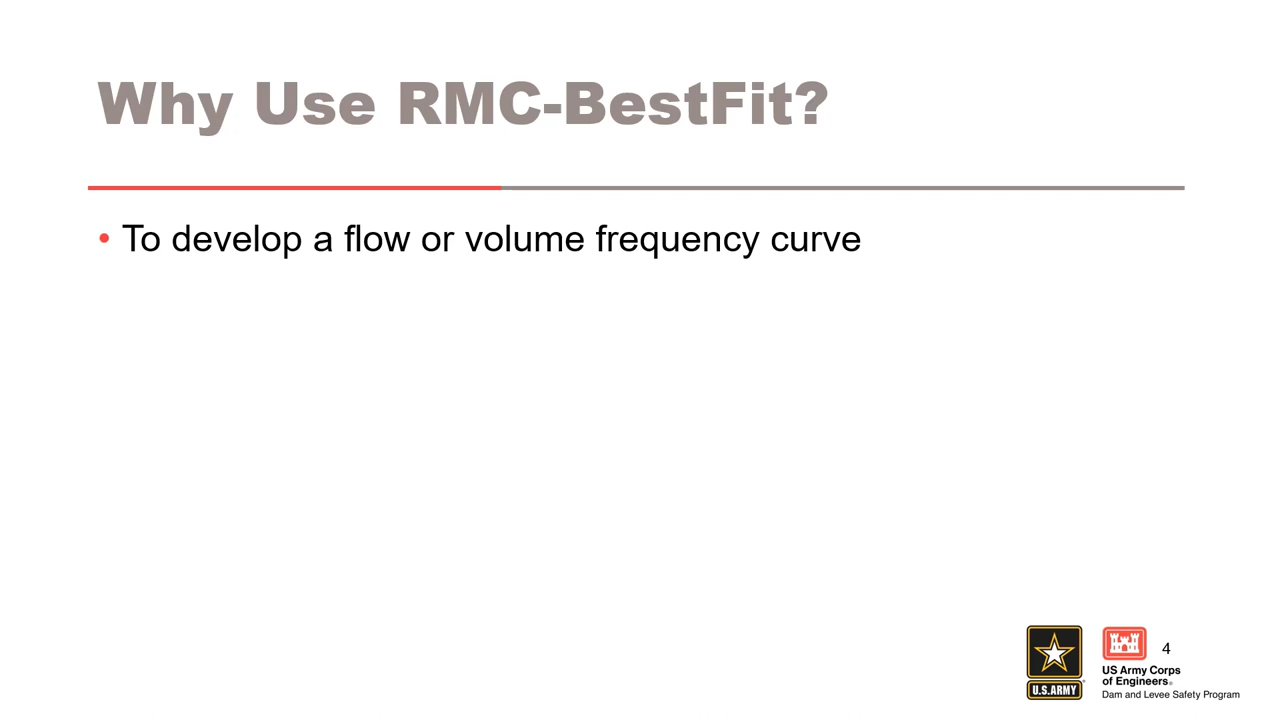 Why Use RMC-BestFit?
• To develop a flow or volume frequency curve
U.S.ARMY
4
US Army Corps
of Engineers®
Dam and Levee Safety Program